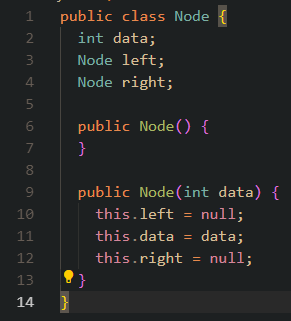 1 public class Node {
2 int data;
3 Node left;
4 Node right;
5
6 public Node() {
7 }
8
9 public Node(int data) {
10 this.left = null;
11 this.data = data;
12 this.right = null;
13 }
14 }